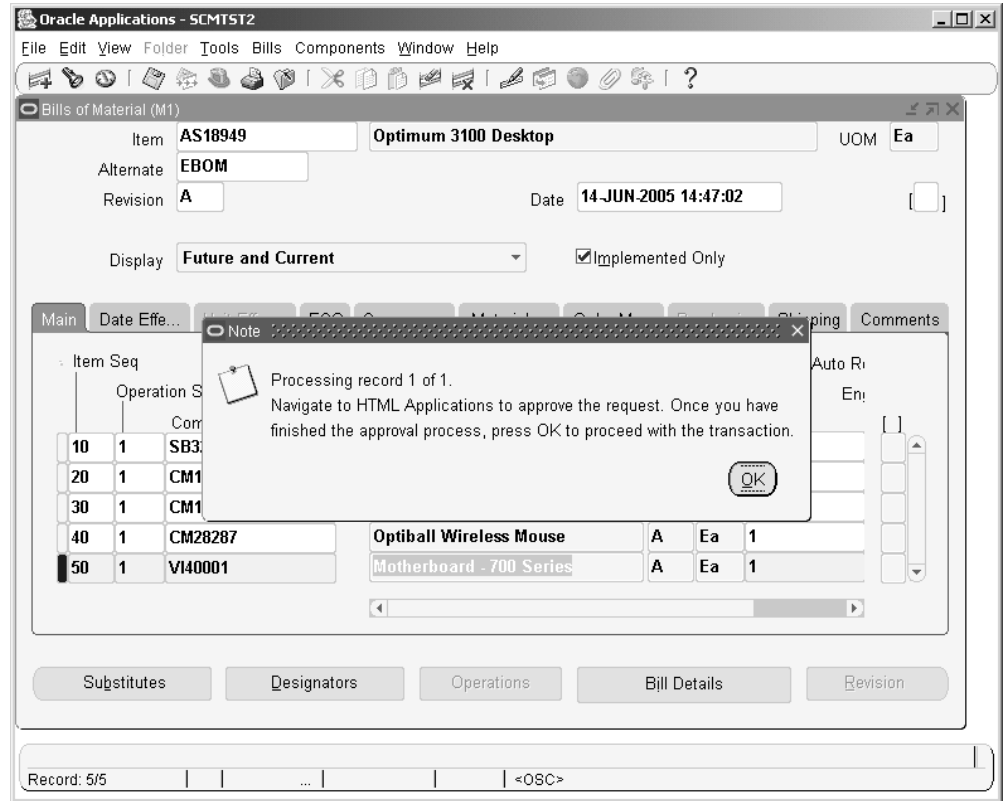 Oracle Applications - SCMTST2
File Edit View Folder Tools Bills Components Window Help
Bills of Material (M1)
Item AS18949 Optimum 3100 Desktop UOM Ea
Alternate EBOM
Revision A Date 14-JUN-2005 14:47:02 [ ]
Display Future and Current Implemented Only
Main Date Effe... ECO Shipping Comments
Note
Item Seq Auto
Processing record 1 of 1.
Operation S
Navigate to HTML Applications to approve the request. Once you have
Com [ ]
finished the approval process, press OK to proceed with the transaction.
10 1 SB3
20 1 CM1
OK
30 1 CM1
40 1 CM28287 Optiball Wireless Mouse A Ea 1
50 1 VI40001 Motherboard - 700 Series A Ea 1
Substitutes Designators Operations Bill Details Revision
Record: 5/5 ... <OSC>